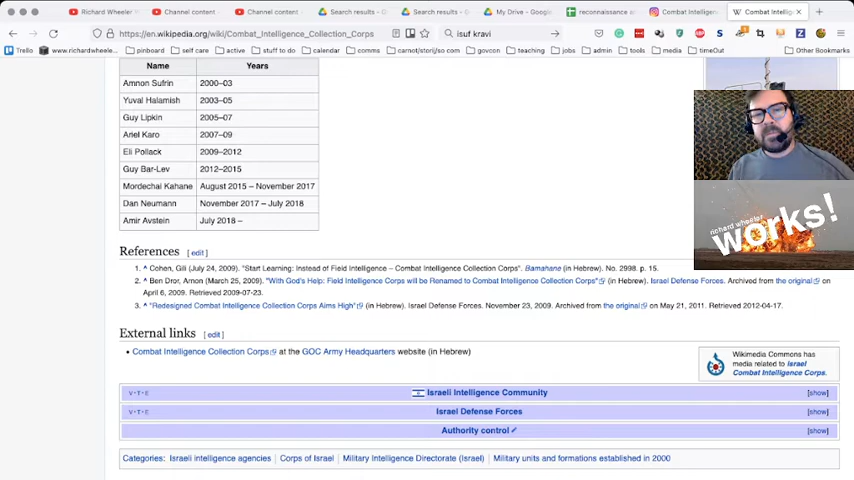 Richard Wheeler
Channel content
Channel content
Search results - G
Search results - G
My Drive - Google
reconnaissance a
Combat Intelligenc
Combat Intellig
https://en.wikipedia.org/wiki/Combat_Intelligence_Collection_Corps
isuf kravi
Trello
www.richardwheele...
pinboard
self care
active
stuff to do
calendar
comms
carnot/storij/so/com
govcon
teaching
jobs
admin
tools
media
timeOut
Other Bookmarks
Name Years
Amnon Sufrin 2000–03
Yuval Halamish 2003–05
Guy Lipkin 2005–07
Ariel Karo 2007–09
Eli Pollack 2009–2012
Guy Bar-Lev 2012–2015
Mordechai Kahane August 2015 – November 2017
Dan Neumann November 2017 – July 2018
Amir Avstein July 2018 –
richard wheeler
works!
References [ edit ]
1. ^ Cohen, Gili (July 24, 2009). "Start Learning: Instead of Field Intelligence – Combat Intelligence Collection Corps". Bamahane (in Hebrew). No. 2998. p. 15.
2. ^ Ben Dror, Arnon (March 25, 2009). "With God's Help: Field Intelligence Corps will be Renamed to Combat Intelligence Collection Corps" (in Hebrew). Israel Defense Forces. Archived from the original on
April 6, 2009. Retrieved 2009-07-23.
3. ^ "Redesigned Combat Intelligence Collection Corps Aims High" (in Hebrew). Israel Defense Forces. November 23, 2009. Archived from the original on May 21, 2011. Retrieved 2012-04-17.
External links [ edit ]
• Combat Intelligence Collection Corps at the GOC Army Headquarters website (in Hebrew)
Wikimedia Commons has
media related to Israel
Combat Intelligence Corps.
V·T·E Israeli Intelligence Community [show]
V·T·E Israel Defense Forces [show]
Authority control [show]
Categories: Israeli intelligence agencies | Corps of Israel | Military Intelligence Directorate (Israel) | Military units and formations established in 2000